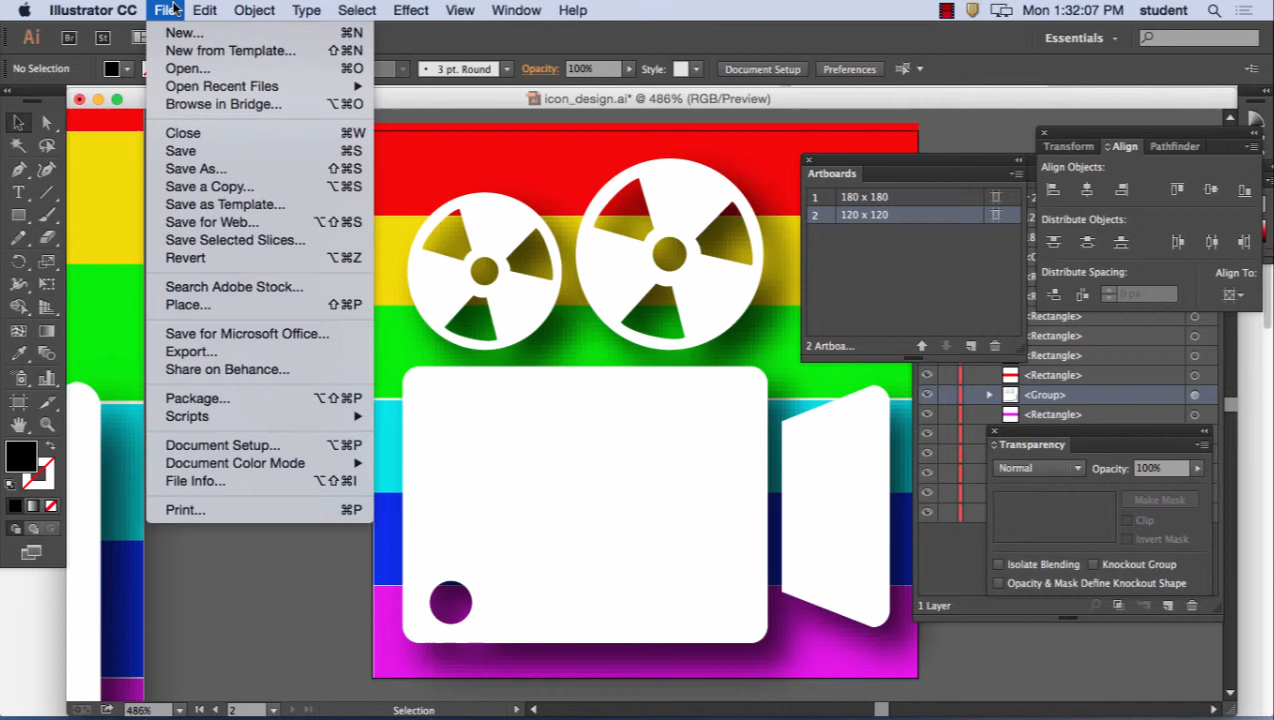 Illustrator CC File Edit Object Type Select Effect View Window Help Mon 1:32:07 PM student
Ai Br St Essentials
No Selection 3 pt. Round Opacity: 100% Style: Document Setup Preferences
icon_design.ai* @ 486% (RGB/Preview)
New... ⌘N
New from Template... ⇧⌘N
Open... ⌘O
Open Recent Files
Browse in Bridge... ⌥⌘O
Close ⌘W
Save ⌘S
Save As... ⇧⌘S
Save a Copy... ⌥⌘S
Save as Template...
Save for Web... ⌥⇧⌘S
Save Selected Slices...
Revert ⌥⌘Z
Search Adobe Stock...
Place... ⇧⌘P
Save for Microsoft Office...
Export...
Share on Behance...
Package... ⌥⇧⌘P
Scripts
Document Setup... ⌥⌘P
Document Color Mode
File Info... ⌥⇧⌘I
Print... ⌘P
Artboards
1 180 x 180
2 120 x 120
2 Artboa...
Transform Align Pathfinder
Align Objects:
Distribute Objects:
Distribute Spacing: Align To:
0 px
<Rectangle>
<Rectangle>
<Rectangle>
<Rectangle>
<Group>
<Rectangle>
Transparency
Normal Opacity: 100%
Make Mask
Clip
Invert Mask
Isolate Blending Knockout Group
Opacity & Mask Define Knockout Shape
1 Layer
486% 2 Selection